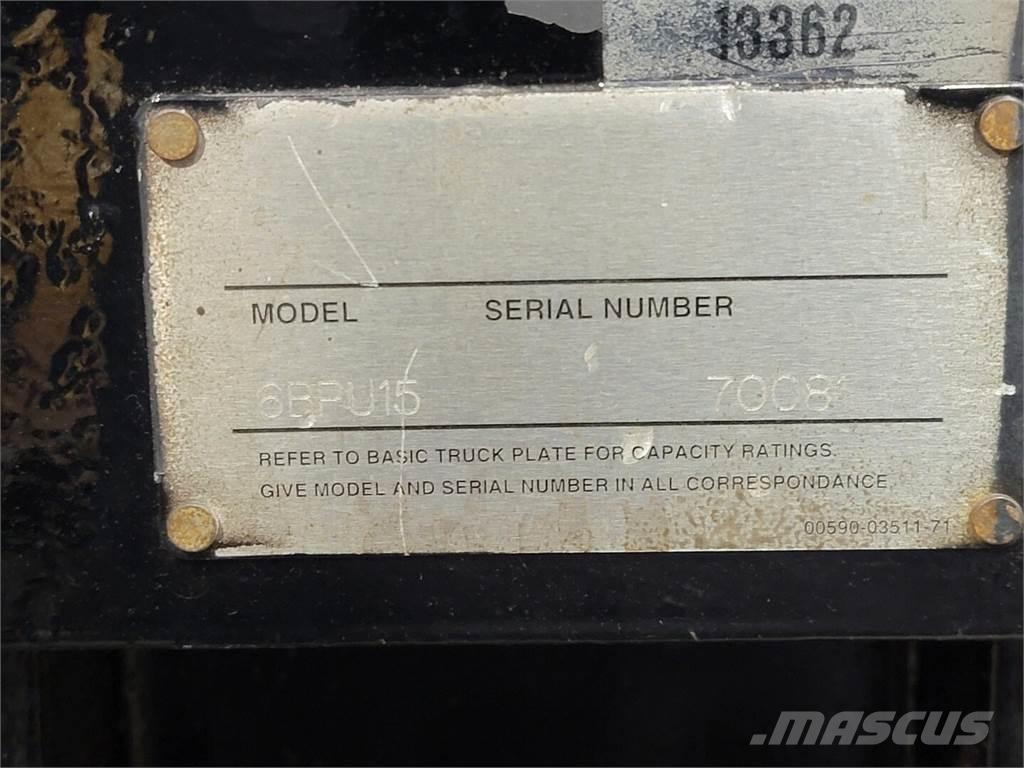 13362
MODEL SERIAL NUMBER
6BPU15 70081
REFER TO BASIC TRUCK PLATE FOR CAPACITY RATINGS.
GIVE MODEL AND SERIAL NUMBER IN ALL CORRESPONDANCE
00590-03511-71
MASCUS